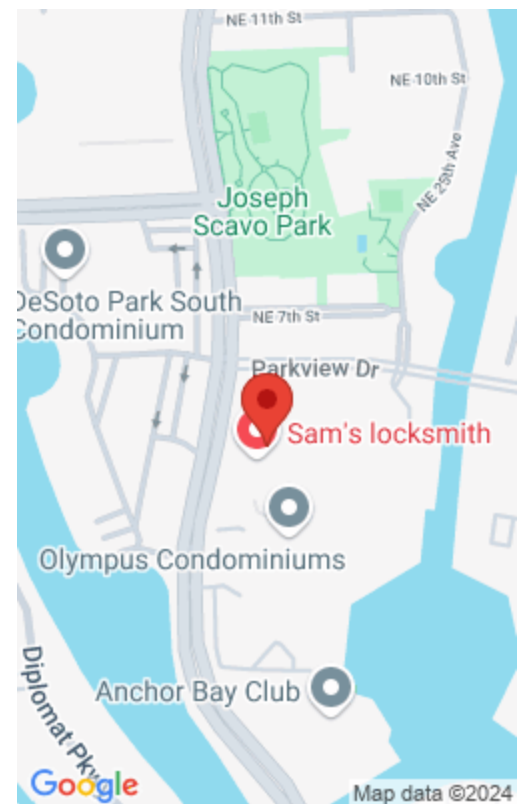 NE 11th St
NE 10th St
NE 25th Ave
Joseph
Scavo Park
DeSoto Park South
Condominium
NE 7th St
Parkview Dr
Sam's locksmith
Olympus Condominiums
Anchor Bay Club
Diplomat Pkwy
Google
Map data ©2024